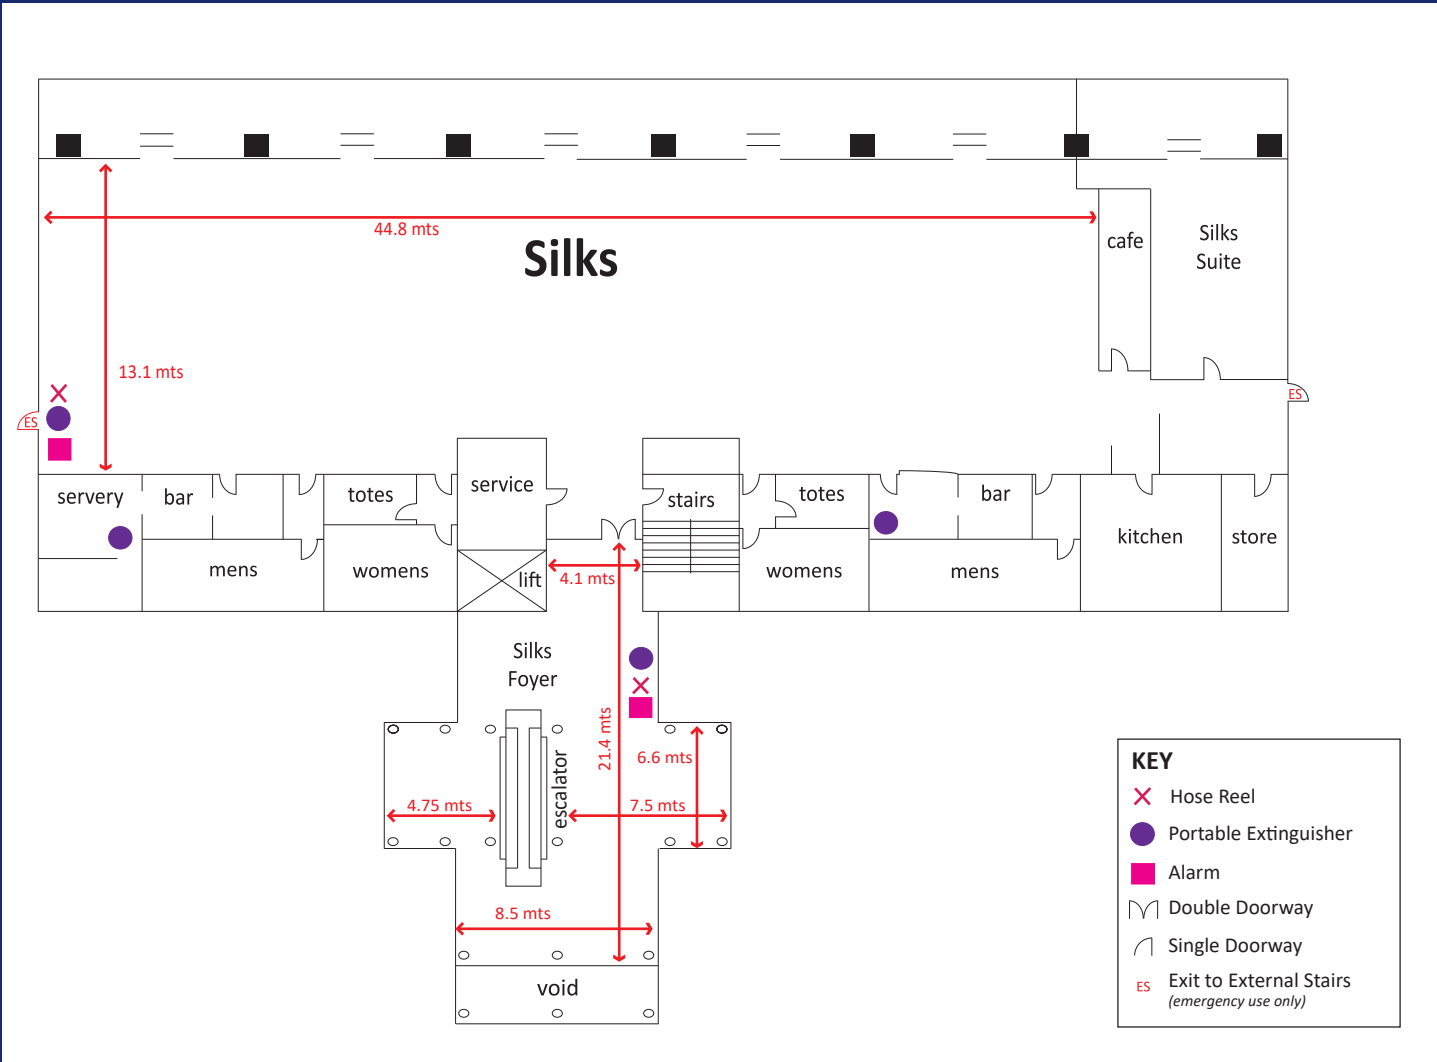 44.8 mts
Silks
cafe
Silks
Suite
13.1 mts
ES
ES
servery
bar
totes
service
stairs
totes
bar
kitchen
store
mens
womens
lift
4.1 mts
womens
mens
Silks
Foyer
21.4 mts
escalator
6.6 mts
4.75 mts
7.5 mts
8.5 mts
void
KEY
Hose Reel
Portable Extinguisher
Alarm
Double Doorway
Single Doorway
ES Exit to External Stairs
(emergency use only)